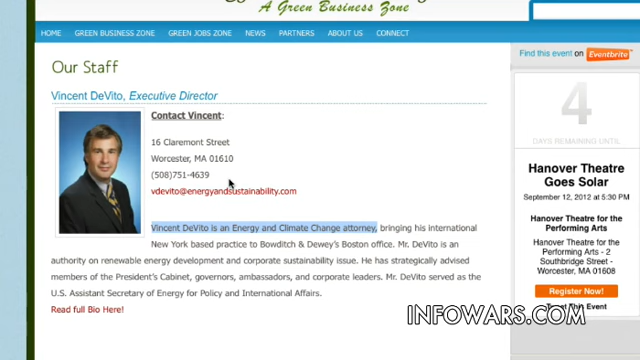 A Green Business Zone
HOME GREEN BUSINESS ZONE GREEN JOBS ZONE NEWS PARTNERS ABOUT US CONNECT
Our Staff
Vincent DeVito, Executive Director
Contact Vincent:
16 Claremont Street
Worcester, MA 01610
(508)751-4639
vdevito@energyandsustainability.com
Vincent DeVito is an Energy and Climate Change attorney, bringing his international
New York based practice to Bowditch & Dewey's Boston office. Mr. DeVito is an
authority on renewable energy development and corporate sustainability issue. He has strategically advised
members of the President's Cabinet, governors, ambassadors, and corporate leaders. Mr. DeVito served as the
U.S. Assistant Secretary of Energy for Policy and International Affairs.
Read full Bio Here!
Find this event on Eventbrite
4
DAYS REMAINING UNTIL
Hanover Theatre
Goes Solar
September 12, 2012 at 5:30 PM
Hanover Theatre for the
Performing Arts
Hanover Theatre for the
Performing Arts - 2
Southbridge Street -
Worcester, MA 01608
Register Now!
Tweet This Event
INFOWARS.COM